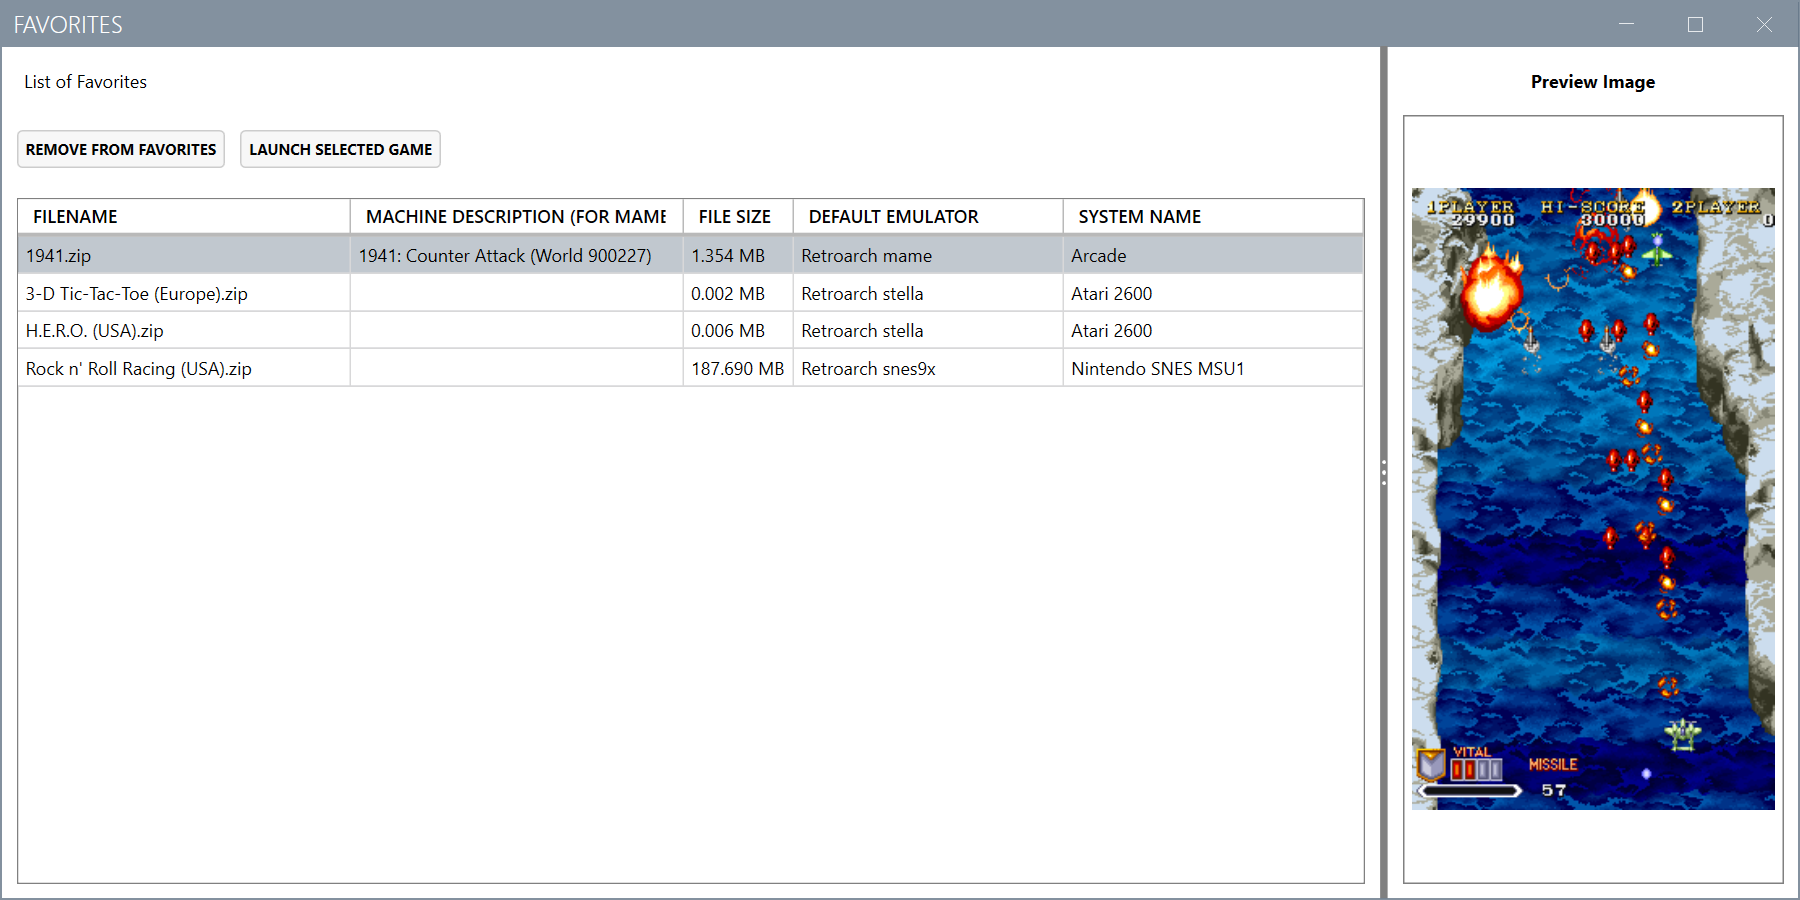 FAVORITES
List of Favorites
Preview Image
REMOVE FROM FAVORITES LAUNCH SELECTED GAME
FILENAME MACHINE DESCRIPTION (FOR MAME FILE SIZE DEFAULT EMULATOR SYSTEM NAME
1941.zip 1941: Counter Attack (World 900227) 1.354 MB Retroarch mame Arcade
3-D Tic-Tac-Toe (Europe).zip 0.002 MB Retroarch stella Atari 2600
H.E.R.O. (USA).zip 0.006 MB Retroarch stella Atari 2600
Rock n' Roll Racing (USA).zip 187.690 MB Retroarch snes9x Nintendo SNES MSU1
1PLAYER HI-SCORE 2PLAYER
29900 30000 0
VITAL
MISSILE
57